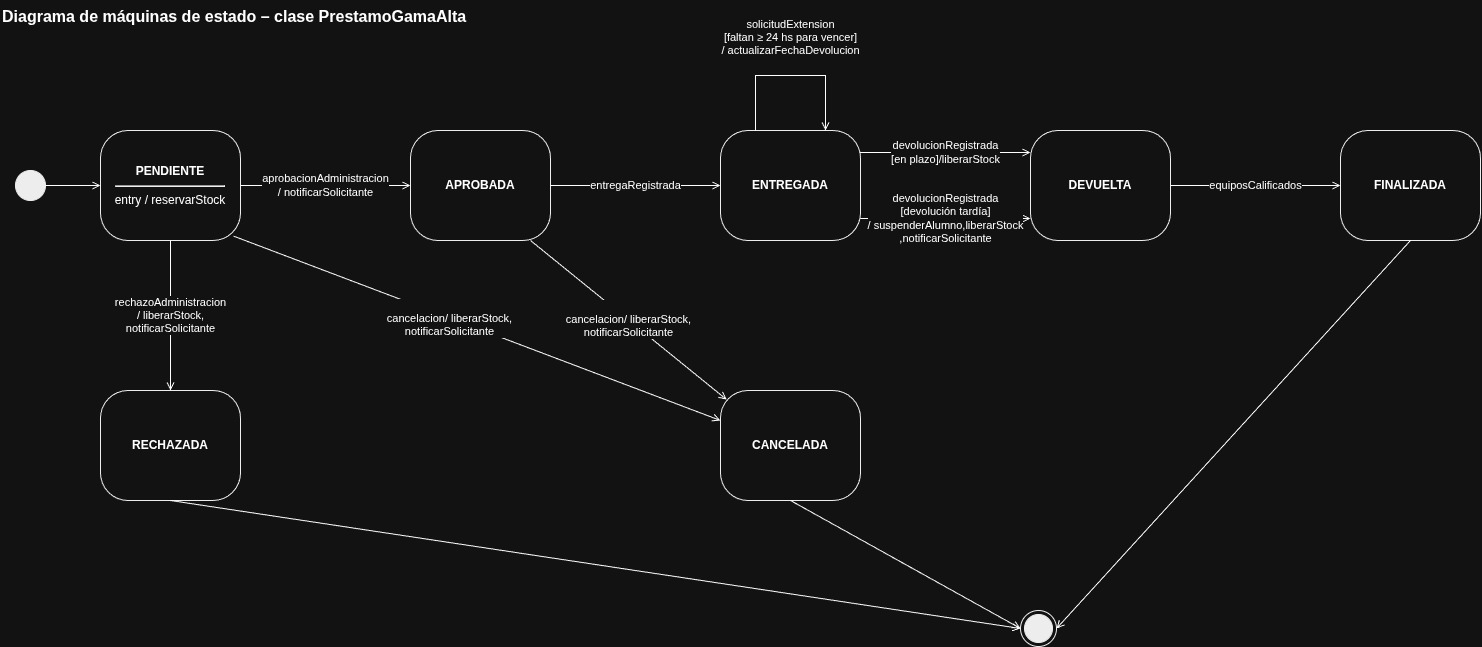 Diagrama de máquinas de estado – clase PrestamoGamaAlta
solicitudExtension
[faltan ≥ 24 hs para vencer]
/ actualizarFechaDevolucion
PENDIENTE
entry / reservarStock
aprobacionAdministracion
/ notificarSolicitante
APROBADA
entregaRegistrada
ENTREGADA
devolucionRegistrada
[en plazo]/liberarStock
devolucionRegistrada
[devolución tardía]
/ suspenderAlumno,liberarStock
,notificarSolicitante
DEVUELTA
equiposCalificados
FINALIZADA
rechazoAdministracion
/ liberarStock,
notificarSolicitante
cancelacion/ liberarStock,
notificarSolicitante
cancelacion/ liberarStock,
notificarSolicitante
RECHAZADA
CANCELADA